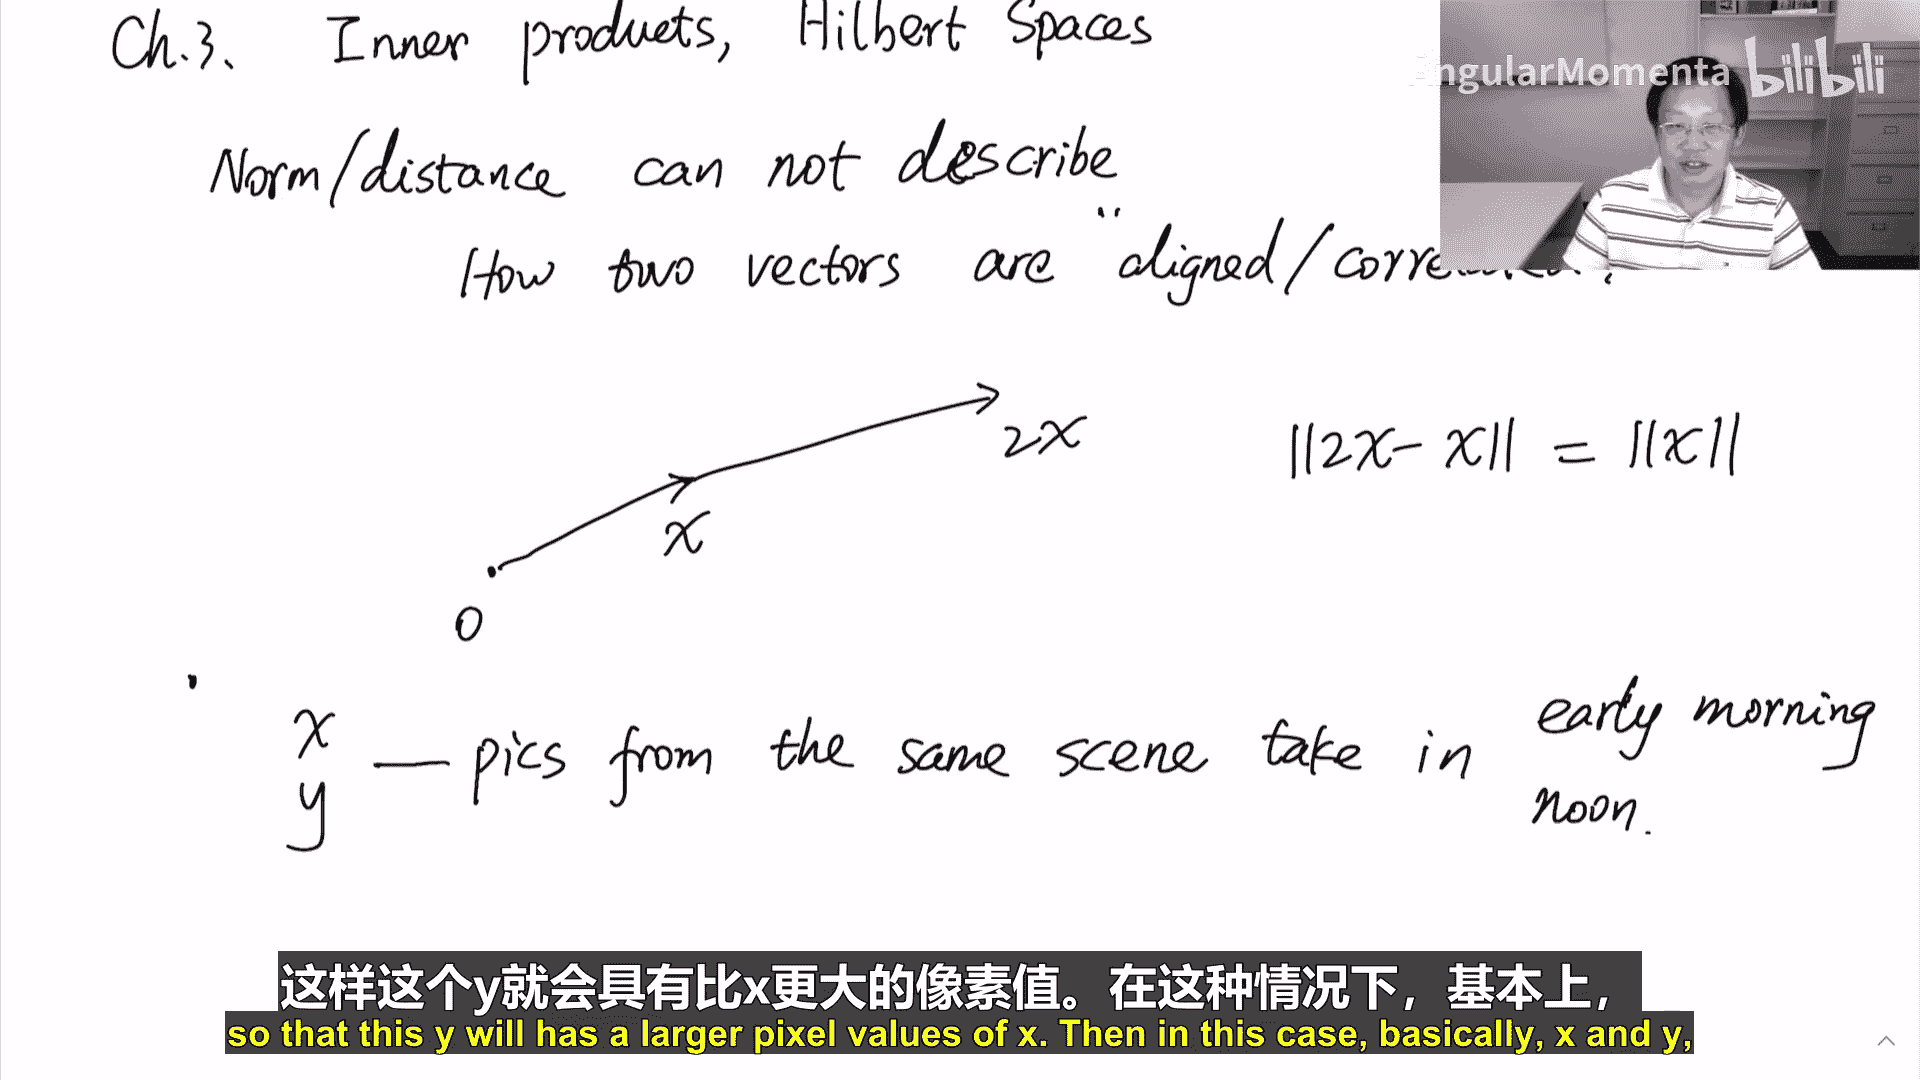 Ch.3. Inner products, Hilbert Spaces
AngularMomenta bilibili
Norm/distance can not describe
How two vectors are "aligned/
2x
||2x - x|| = ||x||
x
0
x
y — pics from the same scene take in early morning
noon.
这样这个y就会具有比x更大的像素值。在这种情况下，基本上，
so that this y will has a larger pixel values of x. Then in this case, basically, x and y,